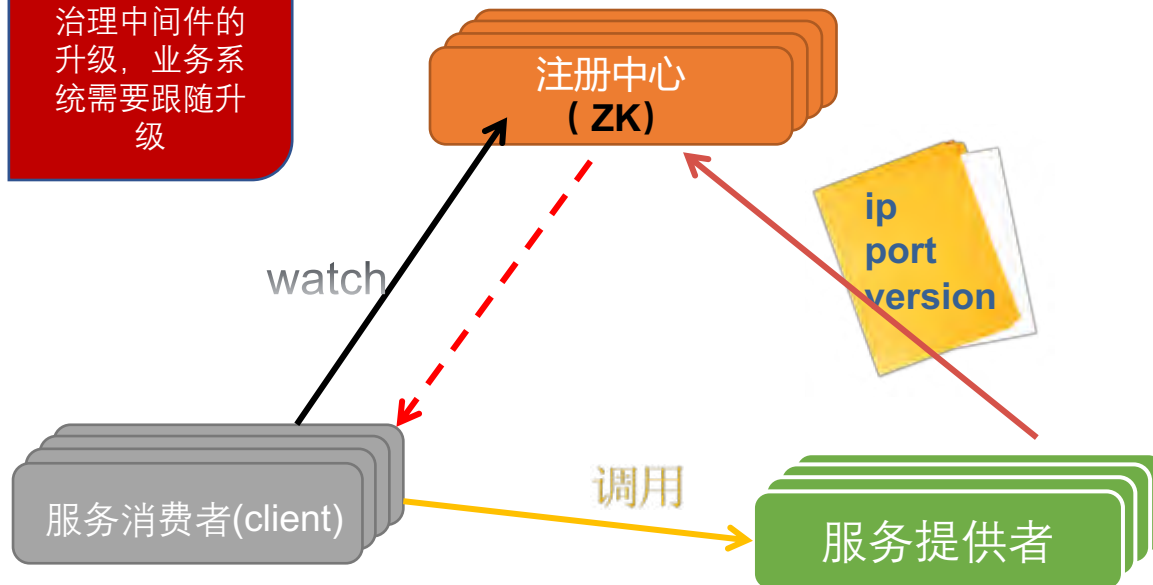 治理中间件的
升级，业务系
统需要跟随升
级
注册中心
（ZK）
ip
port
version
watch
调用
服务消费者(client)
服务提供者